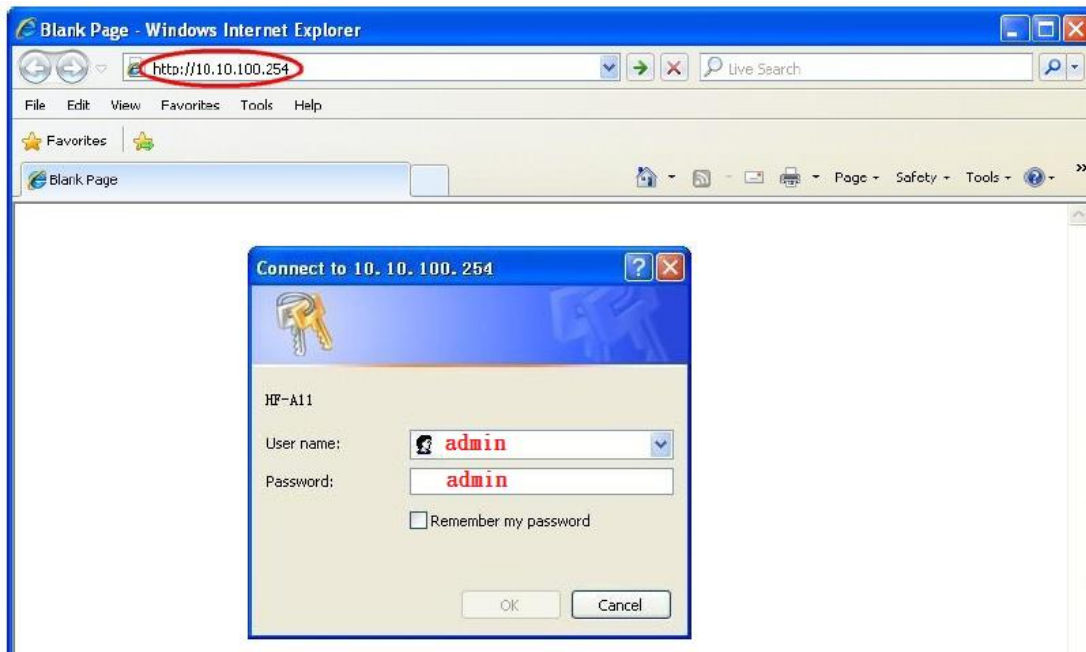 Blank Page - Windows Internet Explorer
http://10.10.100.254
Live Search
File Edit View Favorites Tools Help
Favorites
Blank Page
Page Safety Tools
»
Connect to 10.10.100.254
HF-A11
User name: admin
Password: admin
Remember my password
OK Cancel